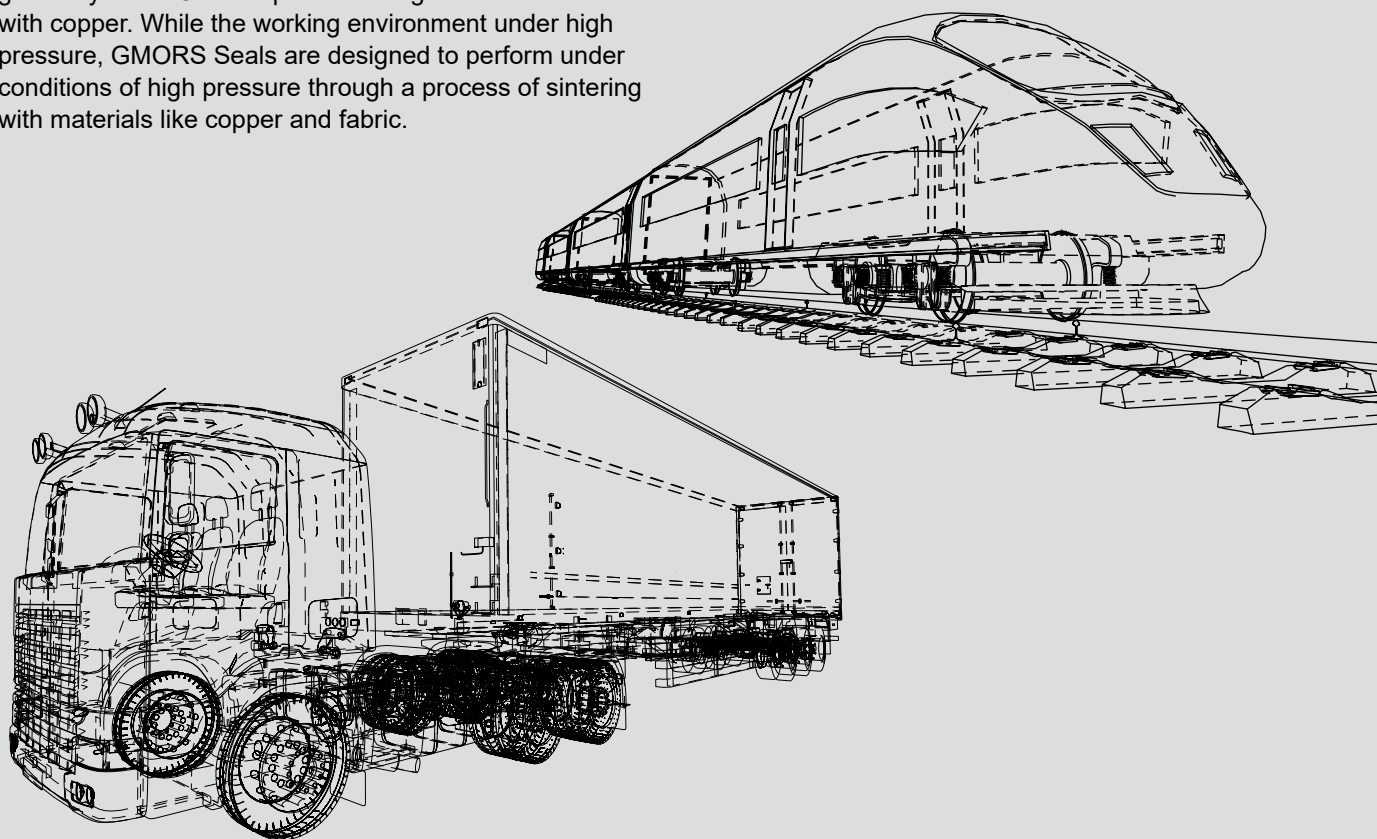 with copper. While the working environment under high
pressure, GMORS Seals are designed to perform under
conditions of high pressure through a process of sintering
with materials like copper and fabric.